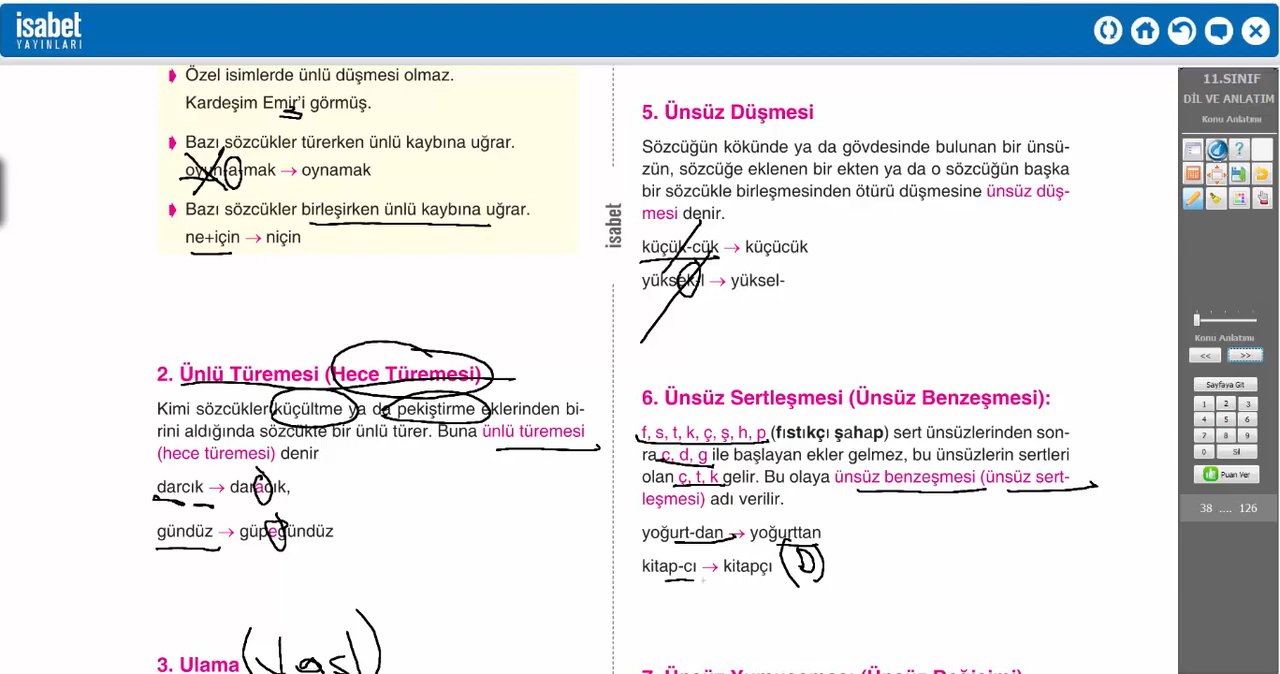 isabet
YAYINLARI
Özel isimlerde ünlü düşmesi olmaz.
Kardeşim Emir'i görmüş.
Bazı sözcükler türerken ünlü kaybına uğrar.
oyun-a-mak → oynamak
Bazı sözcükler birleşirken ünlü kaybına uğrar.
ne+için → niçin
2. Ünlü Türemesi (Hece Türemesi)
Kimi sözcükler küçültme ya da pekiştirme eklerinden bi-
rini aldığında sözcükte bir ünlü türer. Buna ünlü türemesi
(hece türemesi) denir
darcık → daracık,
gündüz → güpegündüz
3. Ulama
isabet
5. Ünsüz Düşmesi
Sözcüğün kökünde ya da gövdesinde bulunan bir ünsü-
zün, sözcüğe eklenen bir ekten ya da o sözcüğün başka
bir sözcükle birleşmesinden ötürü düşmesine ünsüz düş-
mesi denir.
küçük-cük → küçücük
yüksek-l → yüksel-
6. Ünsüz Sertleşmesi (Ünsüz Benzeşmesi):
f, s, t, k, ç, ş, h, p (fıstıkçı şahap) sert ünsüzlerinden son-
ra c, d, g ile başlayan ekler gelmez, bu ünsüzlerin sertleri
olan ç, t, k gelir. Bu olaya ünsüz benzeşmesi (ünsüz sert-
leşmesi) adı verilir.
yoğurt-dan → yoğurttan
kitap-cı → kitapçı
7. Ünsüz Yumuşaması (Ünsüz Değişimi)
11.SINIF
DİL VE ANLATIM
Konu Anlatımı
Konu Anlatımı
<< >>
Sayfaya Git
1 2 3
4 5 6
7 8 9
0 Sil
Puan Ver
38 .... 126